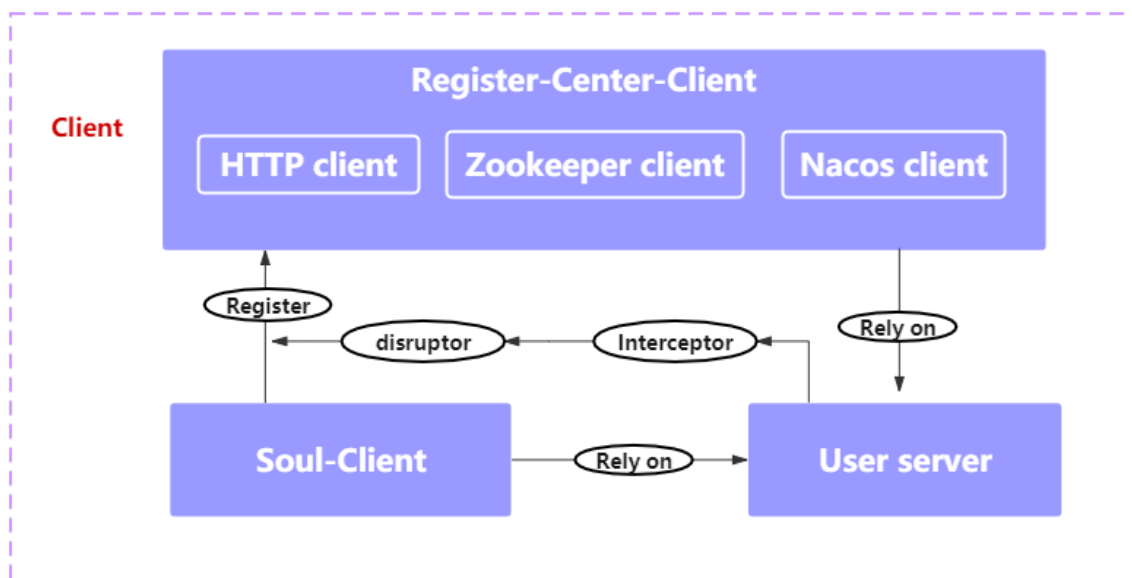 Register-Center-Client
Client
HTTP client
Zookeeper client
Nacos client
Register
disruptor
Interceptor
Rely on
Soul-Client
Rely on
User server